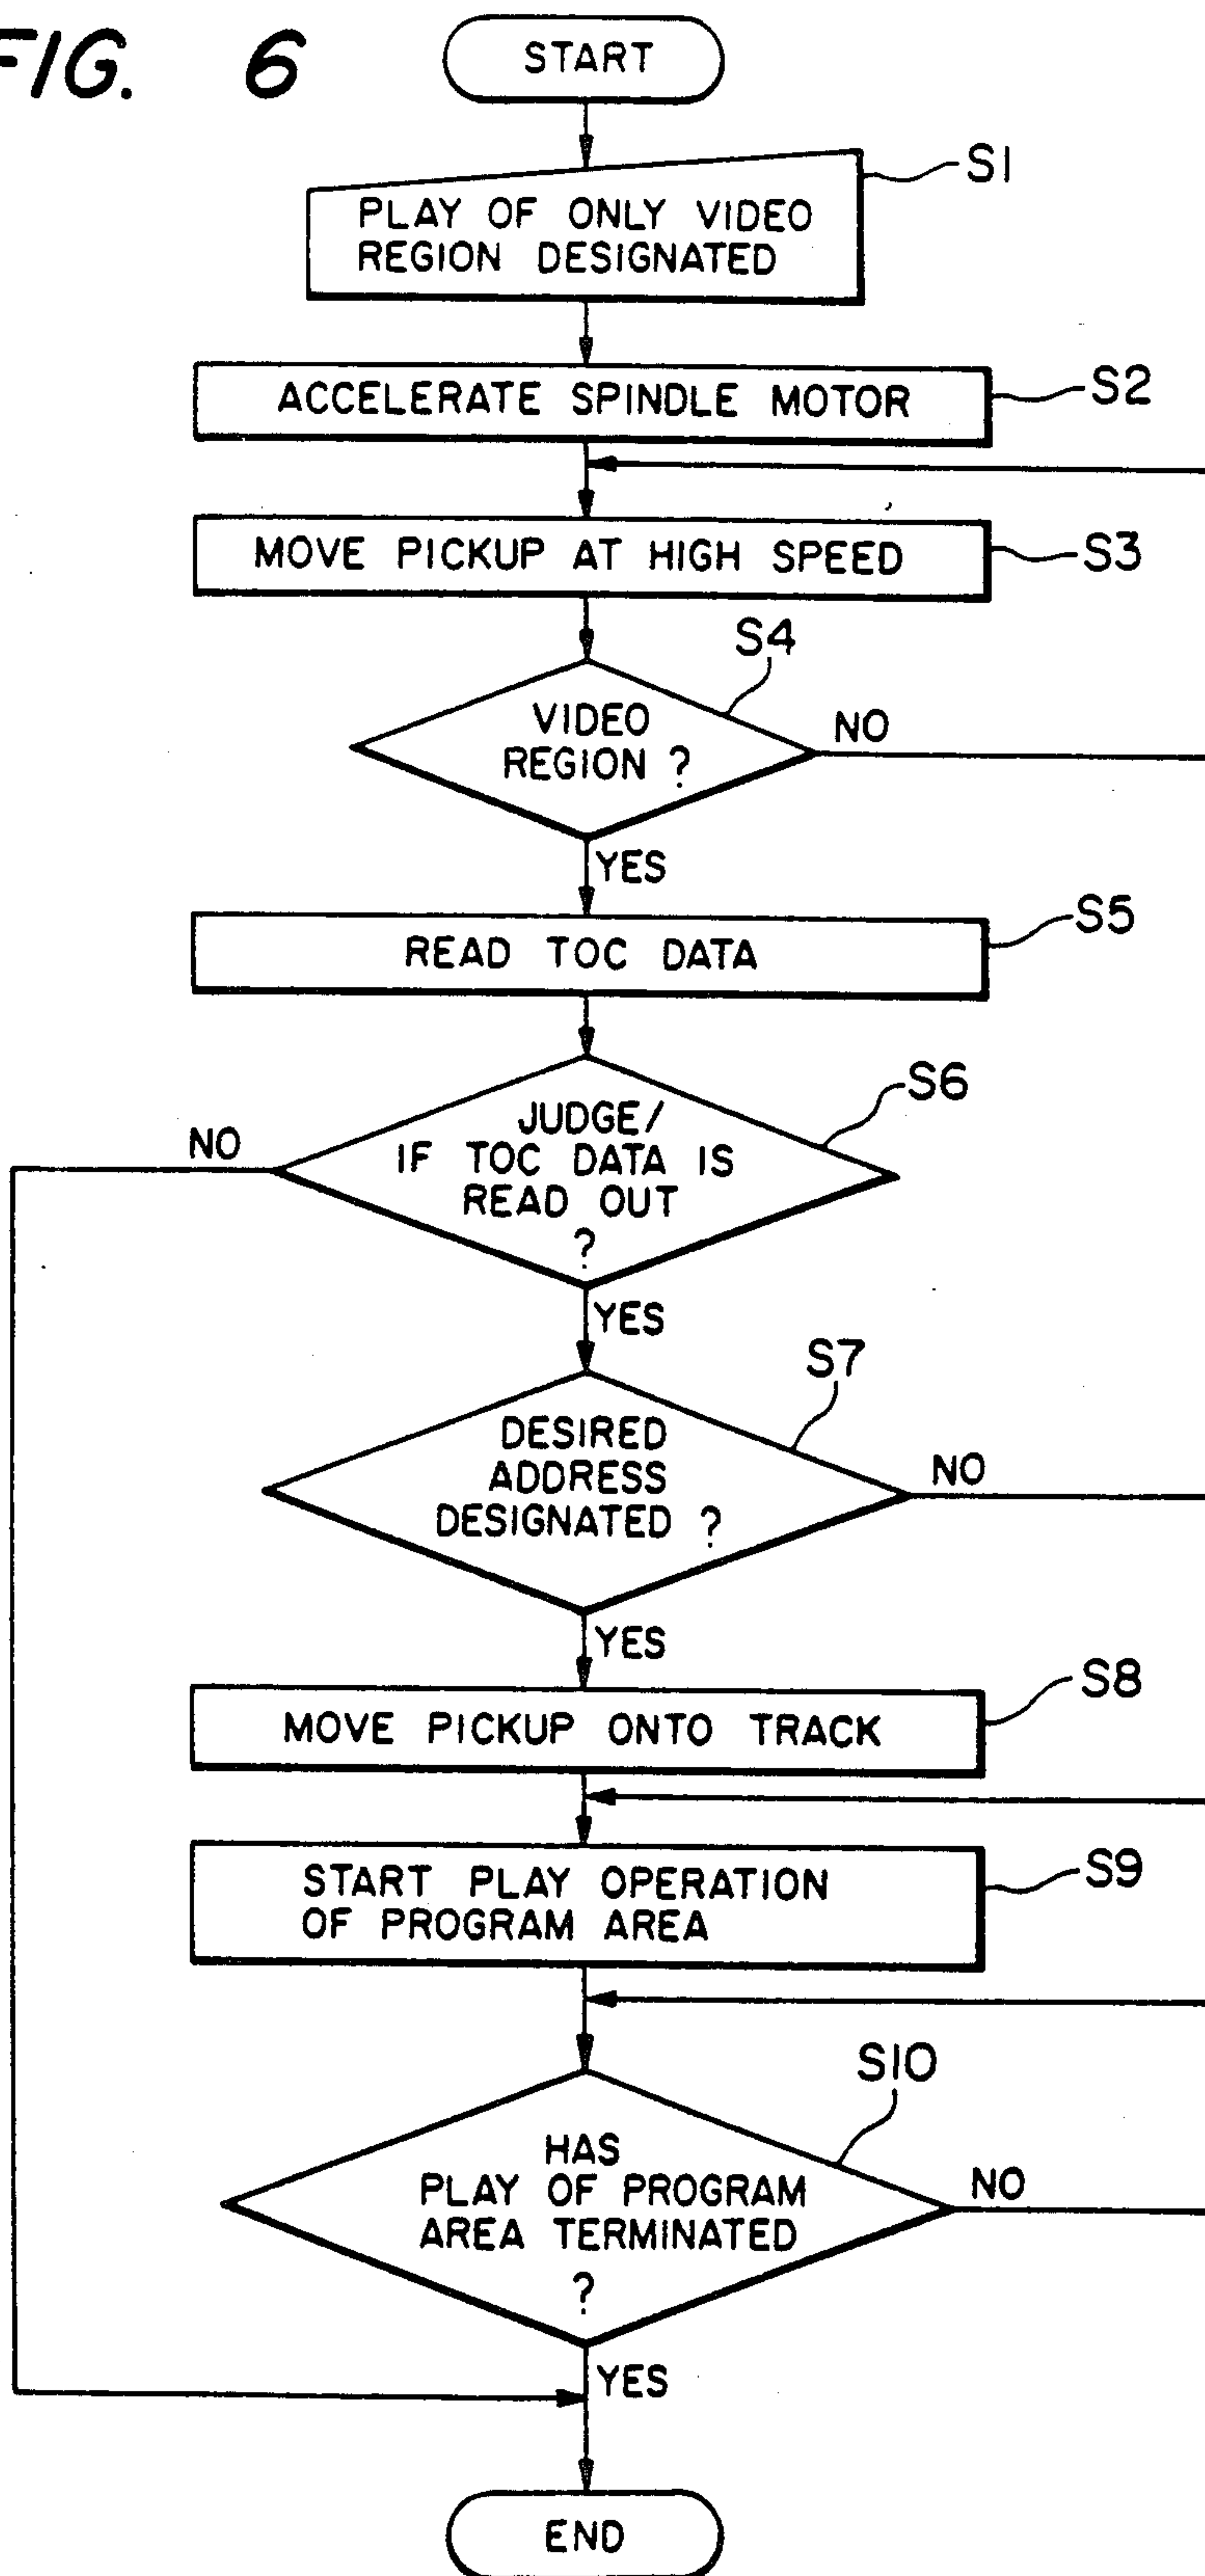 FIG. 6
START
S1
PLAY OF ONLY VIDEO
REGION DESIGNATED
ACCELERATE SPINDLE MOTOR
S2
MOVE PICKUP AT HIGH SPEED
S3
S4
VIDEO
REGION ?
NO
YES
READ TOC DATA
S5
S6
JUDGE/
IF TOC DATA IS
READ OUT
?
NO
YES
S7
DESIRED
ADDRESS
DESIGNATED ?
NO
YES
MOVE PICKUP ONTO TRACK
S8
START PLAY OPERATION
OF PROGRAM AREA
S9
S10
HAS
PLAY OF PROGRAM
AREA TERMINATED
?
NO
YES
END